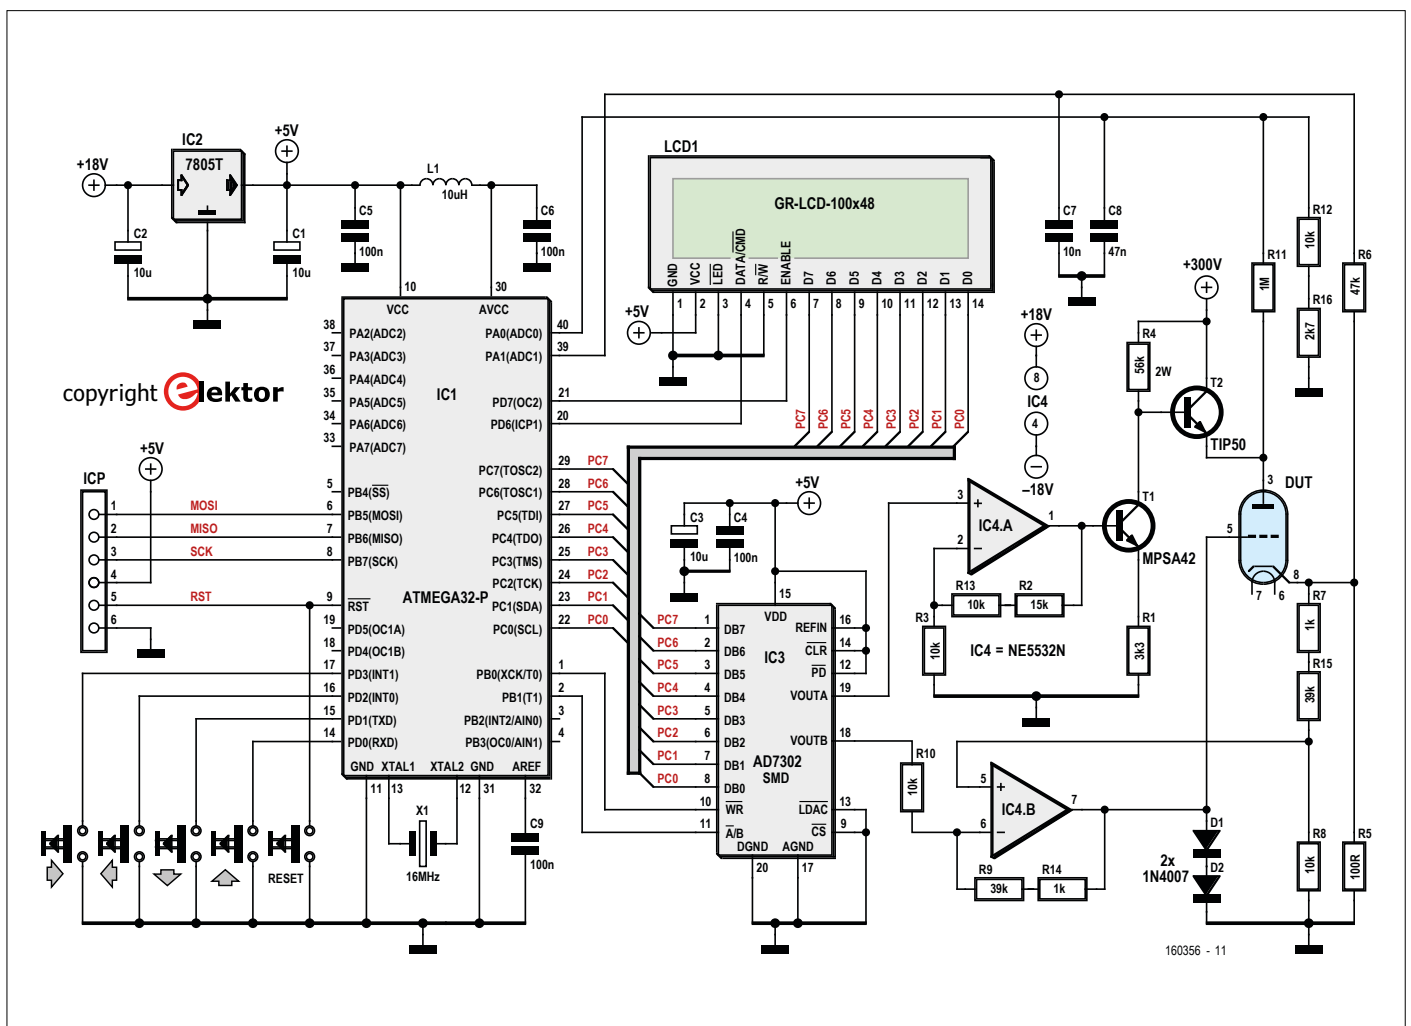 IC2
7805T
+18V
+5V
C2
10u
C1
10u
C5
100n
L1
10uH
C6
100n
LCD1
GR-LCD-100x48
GND
VCC
LED
DATA/CMD
R/W
ENABLE
D7
D6
D5
D4
D3
D2
D1
D0
1 2 3 4 5 6 7 8 9 10 11 12 13 14
+5V
PC7
PC6
PC5
PC4
PC3
PC2
PC1
PC0
C7
10n
C8
47n
R12
10k
R11
1M
R6
47k
R16
2k7
+300V
R4
56k
2W
T2
TIP50
+18V
8
IC4
4
–18V
copyright elektor
IC1
ATMEGA32-P
10
VCC
30
AVCC
38 PA2(ADC2)
37 PA3(ADC3)
36 PA4(ADC4)
35 PA5(ADC5)
34 PA6(ADC6)
33 PA7(ADC7)
5 PB4(SS)
6 PB5(MOSI)
7 PB6(MISO)
8 PB7(SCK)
9 RST
19 PD5(OC1A)
18 PD4(OC1B)
17 PD3(INT1)
16 PD2(INT0)
15 PD1(TXD)
14 PD0(RXD)
PA0(ADC0) 40
PA1(ADC1) 39
PD7(OC2) 21
PD6(ICP1) 20
PC7(TOSC2) 29 PC7
PC6(TOSC1) 28 PC6
PC5(TDI) 27 PC5
PC4(TDO) 26 PC4
PC3(TMS) 25 PC3
PC2(TCK) 24 PC2
PC1(SDA) 23 PC1
PC0(SCL) 22 PC0
PB0(XCK/T0) 1
PB1(T1) 2
PB2(INT2/AIN0) 3
PB3(OC0/AIN1) 4
GND XTAL1 XTAL2 GND AREF
11 13 12 31 32
X1
16MHz
C9
100n
ICP
+5V
1 MOSI
2 MISO
3 SCK
4
5 RST
6
RESET
+5V
C3
10u
C4
100n
15
VDD
IC3
AD7302
SMD
PC7 1 DB7
PC6 2 DB6
PC5 3 DB5
PC4 4 DB4
PC3 5 DB3
PC2 6 DB2
PC1 7 DB1
PC0 8 DB0
10 WR
11 A/B
REFIN 16
CLR 14
PD 12
VOUTA 19
VOUTB 18
LDAC 13
CS 9
DGND AGND
20 17
3
2
1
IC4.A
R13
10k
R2
15k
R3
10k
IC4 = NE5532N
T1
MPSA42
R1
3k3
DUT
3
5
8
7 6
R7
1k
R15
39k
R10
10k
5
6
7
IC4.B
R9
39k
R14
1k
D1
D2
2x
1N4007
R8
10k
R5
100R
160356 - 11